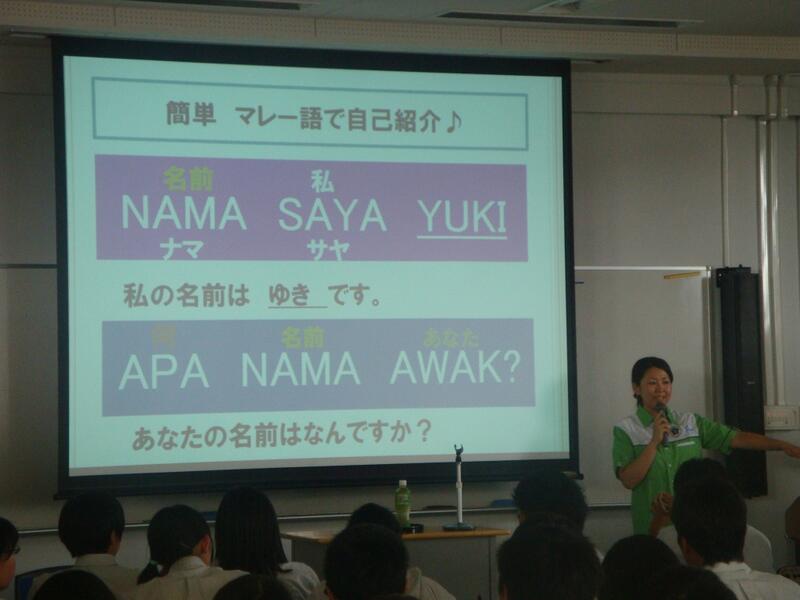 簡単　マレー語で自己紹介♪
名前　私
NAMA SAYA YUKI
ナマ　サヤ
私の名前は　ゆき　です。
何　名前　あなた
APA NAMA AWAK?
あなたの名前はなんですか？